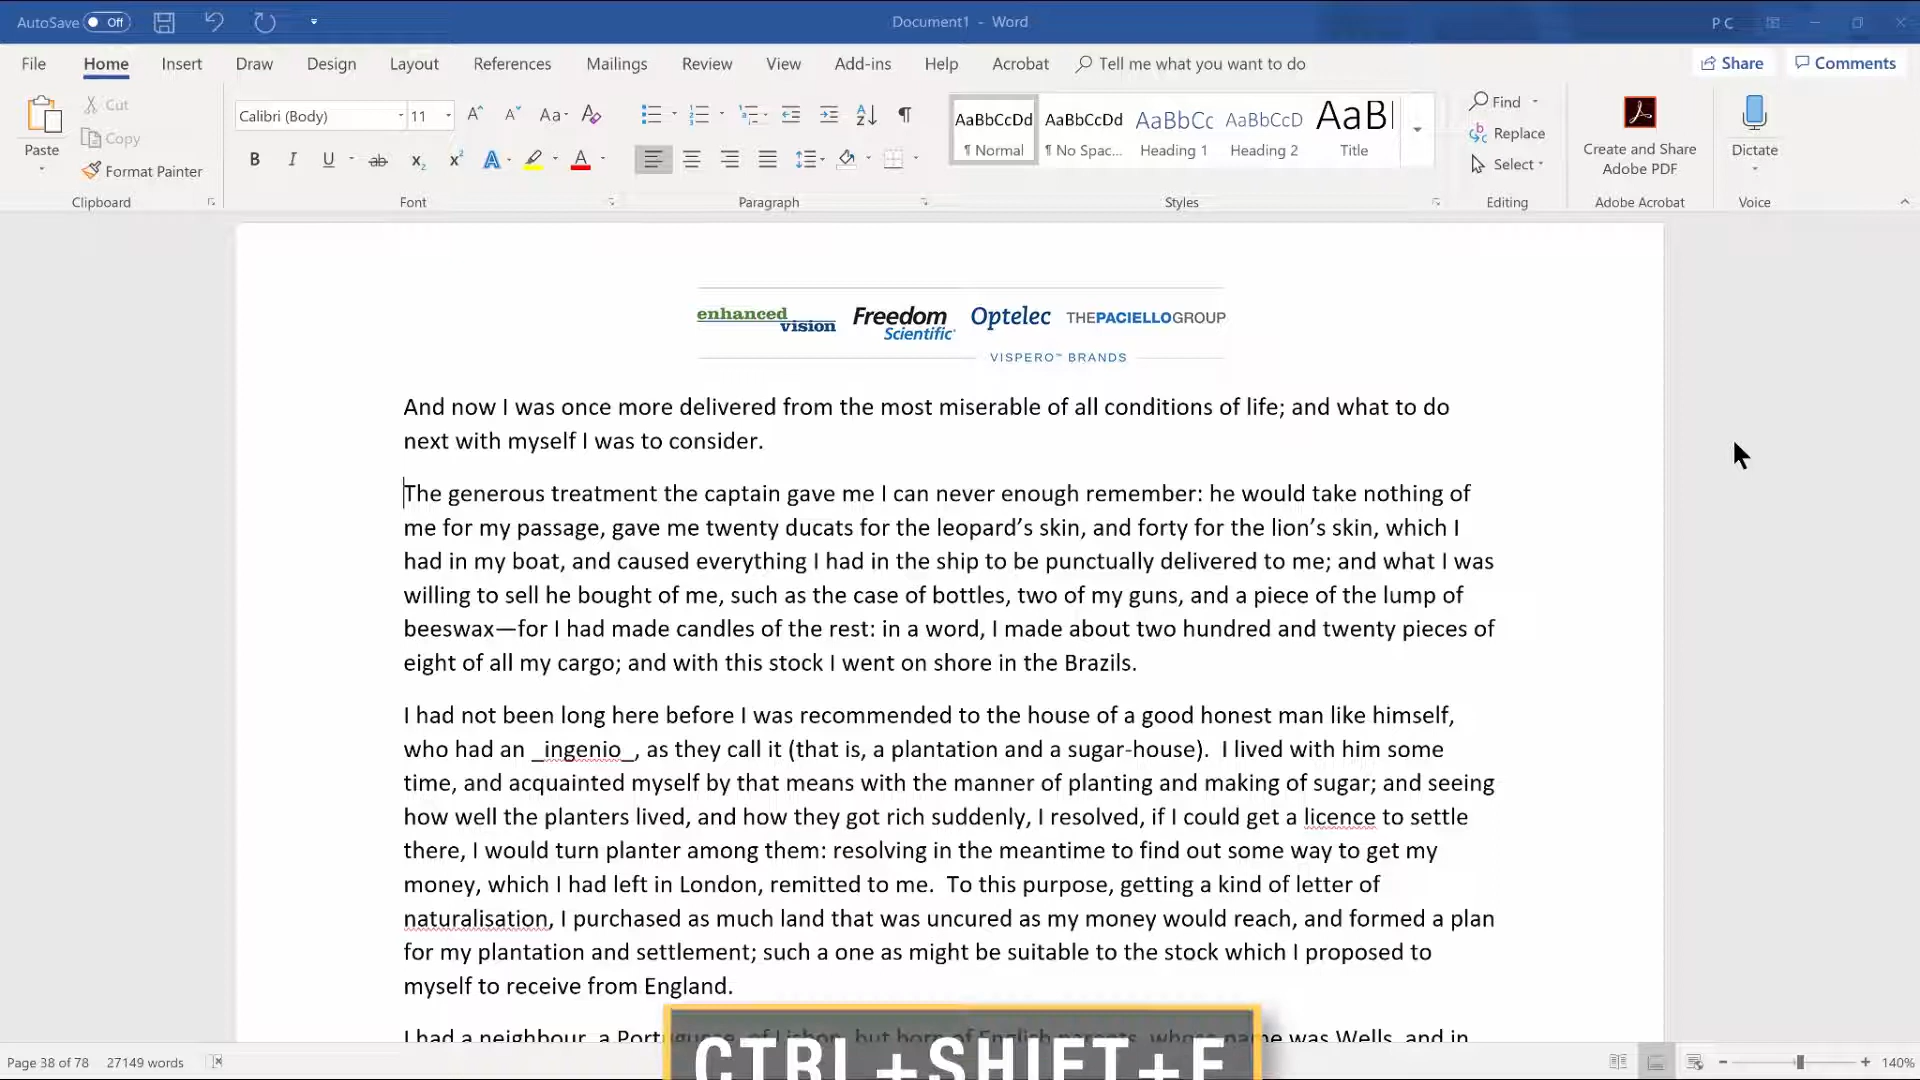 AutoSave Off Document1 - Word P C
File Home Insert Draw Design Layout References Mailings Review View Add-ins Help Acrobat Tell me what you want to do Share Comments
Paste Cut Copy Format Painter
Calibri (Body) 11
AaBbCcDd AaBbCcDd AaBbCc AaBbCcD AaB
¶ Normal ¶ No Spac... Heading 1 Heading 2 Title
Find Replace Select
Create and Share
Adobe PDF
Dictate
Clipboard Font Paragraph Styles Editing Adobe Acrobat Voice
enhanced vision Freedom Scientific Optelec THEPACIELLOGROUP
VISPERO™ BRANDS
And now I was once more delivered from the most miserable of all conditions of life; and what to do
next with myself I was to consider.
The generous treatment the captain gave me I can never enough remember: he would take nothing of
me for my passage, gave me twenty ducats for the leopard’s skin, and forty for the lion’s skin, which I
had in my boat, and caused everything I had in the ship to be punctually delivered to me; and what I was
willing to sell he bought of me, such as the case of bottles, two of my guns, and a piece of the lump of
beeswax—for I had made candles of the rest: in a word, I made about two hundred and twenty pieces of
eight of all my cargo; and with this stock I went on shore in the Brazils.
I had not been long here before I was recommended to the house of a good honest man like himself,
who had an _ingenio_, as they call it (that is, a plantation and a sugar-house).  I lived with him some
time, and acquainted myself by that means with the manner of planting and making of sugar; and seeing
how well the planters lived, and how they got rich suddenly, I resolved, if I could get a licence to settle
there, I would turn planter among them: resolving in the meantime to find out some way to get my
money, which I had left in London, remitted to me.  To this purpose, getting a kind of letter of
naturalisation, I purchased as much land that was uncured as my money would reach, and formed a plan
for my plantation and settlement; such a one as might be suitable to the stock which I proposed to
myself to receive from England.
I had a neighbour, a Portuguese, of Lisbon, but born of English parents, whose name was Wells, and in
Page 38 of 78 27149 words 140%